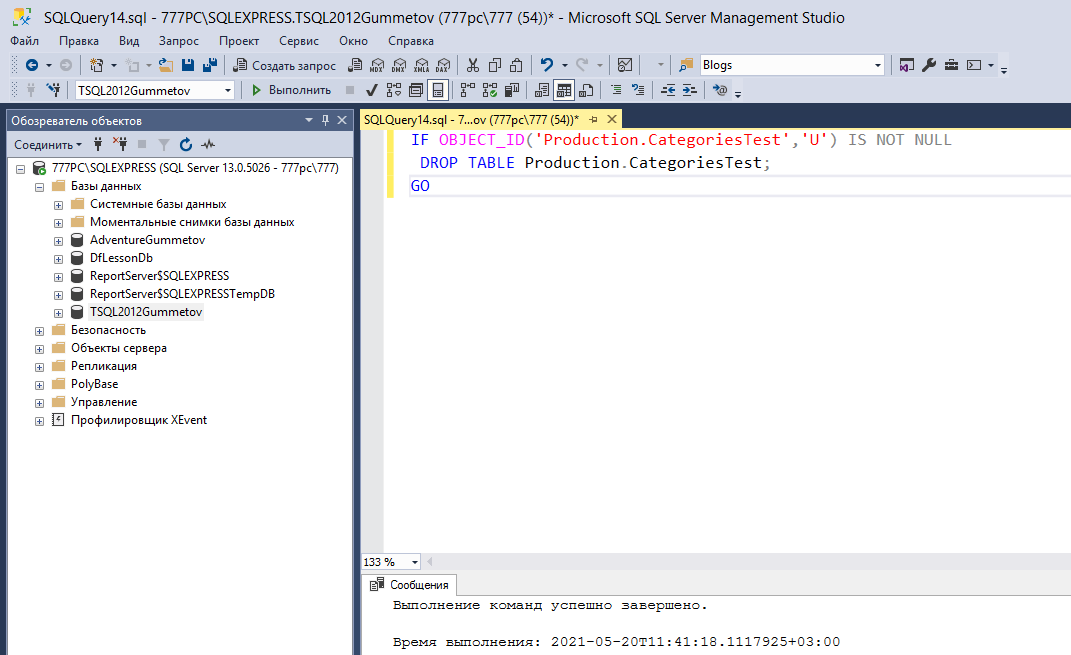 SQLQuery14.sql - 777PC\SQLEXPRESS.TSQL2012Gummetov (777pc\777 (54))* - Microsoft SQL Server Management Studio
Файл Правка Вид Запрос Проект Сервис Окно Справка
Создать запрос MDX DMX XMLA DAX Blogs
TSQL2012Gummetov Выполнить
Обозреватель объектов
Соединить
777PC\SQLEXPRESS (SQL Server 13.0.5026 - 777pc\777)
Базы данных
Системные базы данных
Моментальные снимки базы данных
AdventureGummetov
DfLessonDb
ReportServer$SQLEXPRESS
ReportServer$SQLEXPRESSTempDB
TSQL2012Gummetov
Безопасность
Объекты сервера
Репликация
PolyBase
Управление
Профилировщик XEvent
SQLQuery14.sql - 7...ov (777pc\777 (54))*
IF OBJECT_ID('Production.CategoriesTest','U') IS NOT NULL
DROP TABLE Production.CategoriesTest;
GO
133 %
Сообщения
Выполнение команд успешно завершено.
Время выполнения: 2021-05-20T11:41:18.1117925+03:00